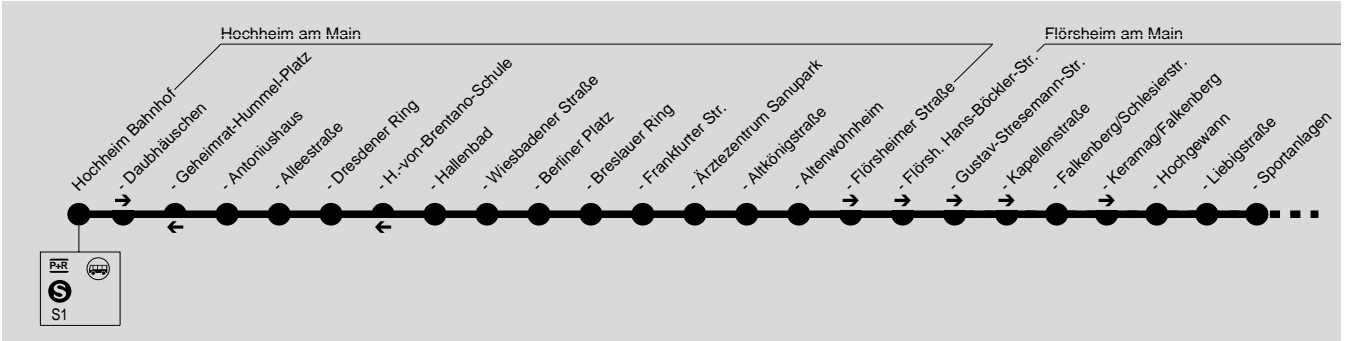 Hochheim am Main
Flörsheim am Main
Hochheim Bahnhof
- Daubhäuschen
- Geheimrat-Hummel-Platz
- Antoniushaus
- Alleestraße
- Dresdener Ring
- H.-von-Brentano-Schule
- Hallenbad
- Wiesbadener Straße
- Berliner Platz
- Breslauer Ring
- Frankfurter Str.
- Ärztezentrum Sanupark
- Altkönigstraße
- Altenwohnheim
- Flörsheimer Straße
- Flörsh. Hans-Böckler-Str.
- Gustav-Stresemann-Str.
- Kapellenstraße
- Falkenberg/Schlesierstr.
- Keramag/Falkenberg
- Hochgewann
- Liebigstraße
- Sportanlagen
P+R
S
S1